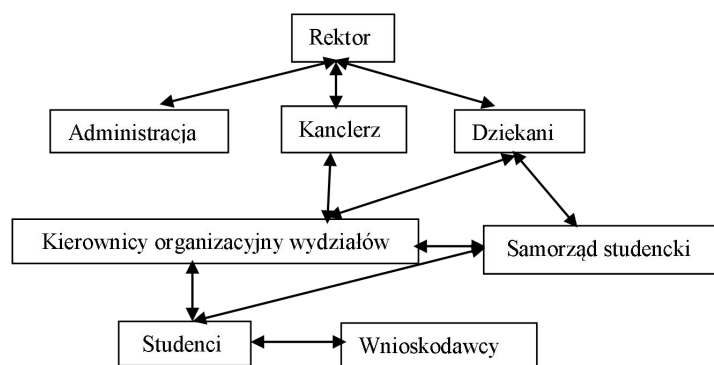 Rektor
Administracja
Kanclerz
Dziekani
Kierownicy organizacyjny wydziałów
Samorząd studencki
Studenci
Wnioskodawcy